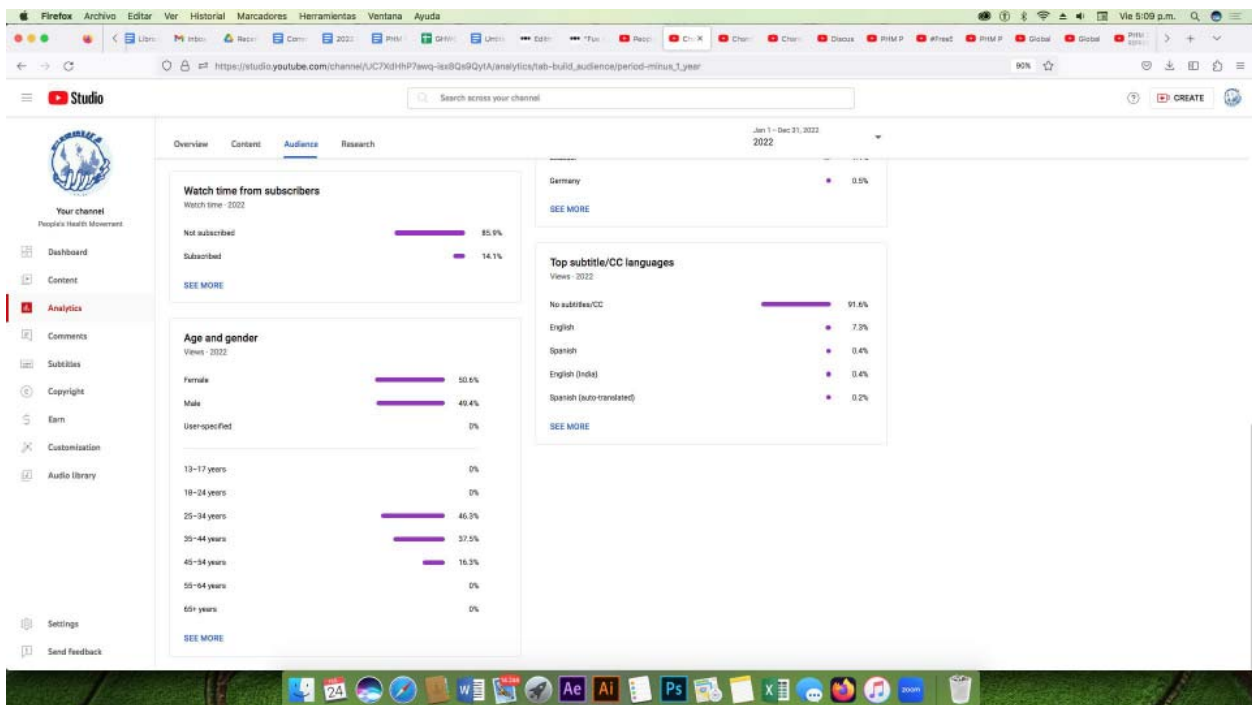 Firefox Archivo Editar Ver Historial Marcadores Herramientas Ventana Ayuda
Vie 5:09 p.m.
https://studio.youtube.com/channel/UC7XdHhP7awq-isx8Qs9QytA/analytics/tab-build_audience/period-minus_1_year
90%
Studio
Search across your channel
CREATE
Your channel
People's Health Movement
Dashboard
Content
Analytics
Comments
Subtitles
Copyright
Earn
Customization
Audio library
Settings
Send feedback
Overview Content Audience Research
Jan 1 – Dec 31, 2022
2022
Watch time from subscribers
Watch time · 2022
Not subscribed 85.9%
Subscribed 14.1%
SEE MORE
Age and gender
Views · 2022
Female 50.6%
Male 49.4%
User-specified 0%
13–17 years 0%
18–24 years 0%
25–34 years 46.3%
35–44 years 37.5%
45–54 years 16.3%
55–64 years 0%
65+ years 0%
SEE MORE
Germany 0.5%
SEE MORE
Top subtitle/CC languages
Views · 2022
No subtitles/CC 91.6%
English 7.3%
Spanish 0.4%
English (India) 0.4%
Spanish (auto-translated) 0.2%
SEE MORE
24
Ae
Ai
Ps
zoom